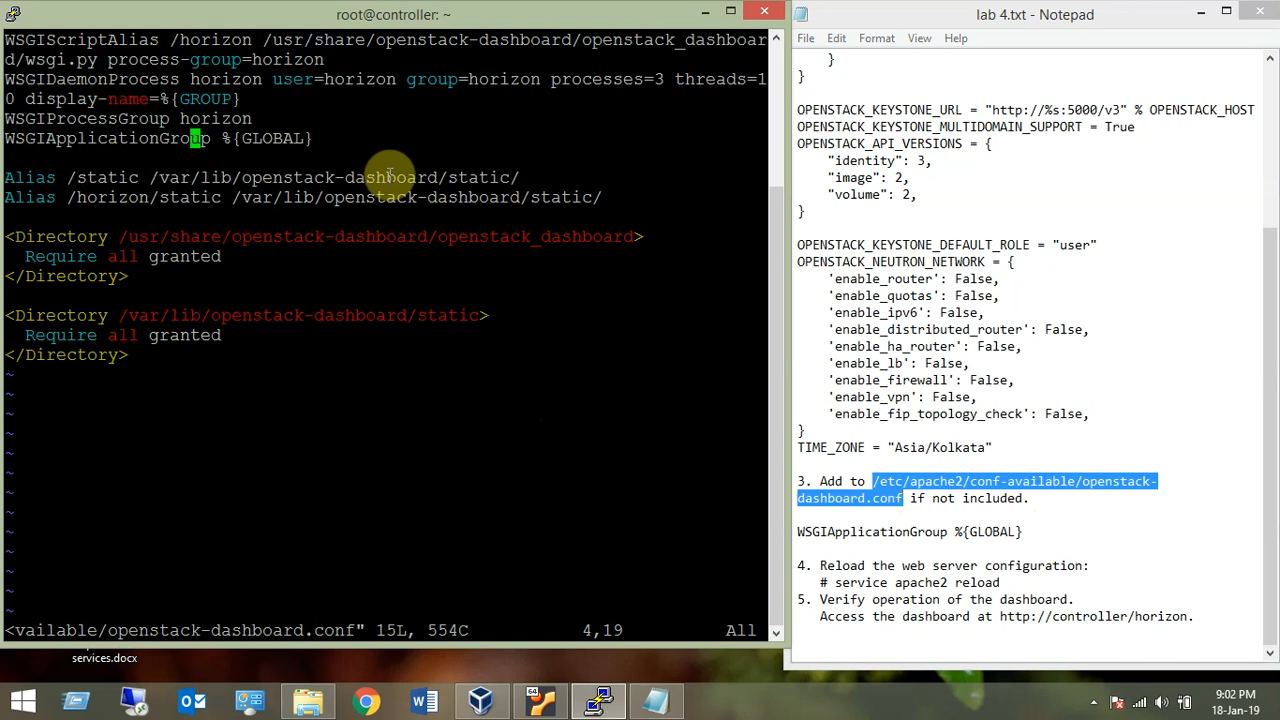 root@controller: ~
WSGIScriptAlias /horizon /usr/share/openstack-dashboard/openstack_dashboar
d/wsgi.py process-group=horizon
WSGIDaemonProcess horizon user=horizon group=horizon processes=3 threads=1
0 display-name=%{GROUP}
WSGIProcessGroup horizon
WSGIApplicationGroup %{GLOBAL}
Alias /static /var/lib/openstack-dashboard/static/
Alias /horizon/static /var/lib/openstack-dashboard/static/
<Directory /usr/share/openstack-dashboard/openstack_dashboard>
Require all granted
</Directory>
<Directory /var/lib/openstack-dashboard/static>
Require all granted
</Directory>
~
~
~
~
~
~
~
~
~
~
~
~
~
<vailable/openstack-dashboard.conf" 15L, 554C 4,19 All
lab 4.txt - Notepad
File Edit Format View Help
}
}
OPENSTACK_KEYSTONE_URL = "http://%s:5000/v3" % OPENSTACK_HOST
OPENSTACK_KEYSTONE_MULTIDOMAIN_SUPPORT = True
OPENSTACK_API_VERSIONS = {
"identity": 3,
"image": 2,
"volume": 2,
}
OPENSTACK_KEYSTONE_DEFAULT_ROLE = "user"
OPENSTACK_NEUTRON_NETWORK = {
'enable_router': False,
'enable_quotas': False,
'enable_ipv6': False,
'enable_distributed_router': False,
'enable_ha_router': False,
'enable_lb': False,
'enable_firewall': False,
'enable_vpn': False,
'enable_fip_topology_check': False,
}
TIME_ZONE = "Asia/Kolkata"
3. Add to /etc/apache2/conf-available/openstack-
dashboard.conf if not included.
WSGIApplicationGroup %{GLOBAL}
4. Reload the web server configuration:
# service apache2 reload
5. Verify operation of the dashboard.
Access the dashboard at http://controller/horizon.
services.docx
64
9:02 PM
18-Jan-19